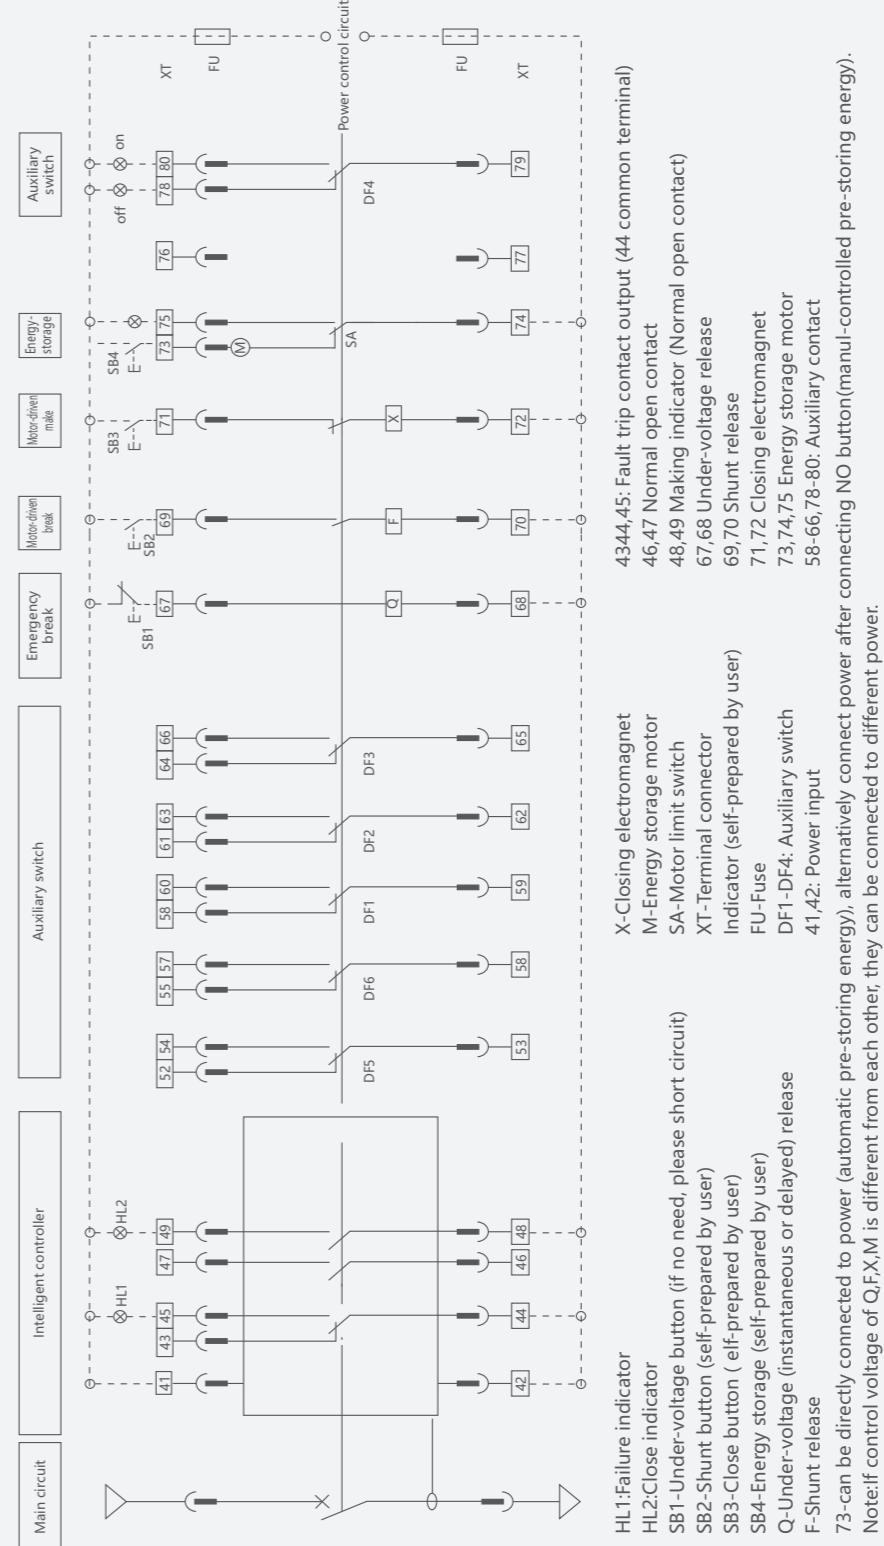 Main circuit
Intelligent controller
Auxiliary switch
Emergency
break
Motor-driven
break
Motor-driven
make
Energy-
storage
Auxiliary
switch
HL1
HL2
SB1
SB2
SB3
SB4
off
on
41
43 45
47 49
52 54
55 57
58 60
61 63
64 66
67
69
71
73 75
76
78 80
XT
FU
M
DF5
DF6
DF1
DF2
DF3
SA
DF4
Power control circuit
Q
F
X
FU
42
44
46
48
53
58
59
62
65
68
70
72
74
77
79
XT
HL1:Failure indicator
HL2:Close indicator
SB1-Under-voltage button (if no need, please short circuit)
SB2-Shunt button (self-prepared by user)
SB3-Close button ( elf-prepared by user)
SB4-Energy storage (self-prepared by user)
Q-Under-voltage (instantaneous or delayed) release
F-Shunt release
X-Closing electromagnet
M-Energy storage motor
SA-Motor limit switch
XT-Terminal connector
Indicator (self-prepared by user)
FU-Fuse
DF1-DF4: Auxiliary switch
41,42: Power input
4344,45: Fault trip contact output (44 common terminal)
46,47 Normal open contact
48,49 Making indicator (Normal open contact)
67,68 Under-voltage release
69,70 Shunt release
71,72 Closing electromagnet
73,74,75 Energy storage motor
58-66,78-80: Auxiliary contact
73-can be directly connected to power (automatic pre-storing energy), alternatively connect power after connecting NO button(manul-controlled pre-storing energy).
Note:If control voltage of Q,F,X,M is different from each other, they can be connected to different power.